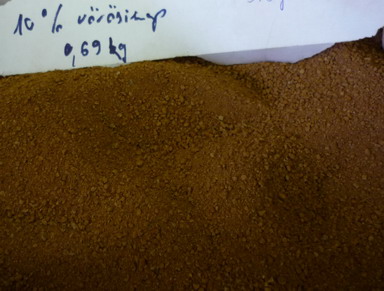 10% vörösiszap
0,69 kg